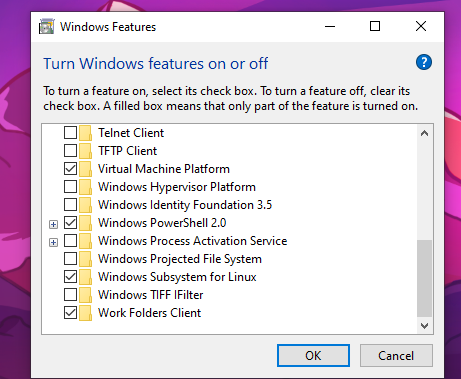 Windows Features
Turn Windows features on or off
To turn a feature on, select its check box. To turn a feature off, clear its
check box. A filled box means that only part of the feature is turned on.
Telnet Client
TFTP Client
Virtual Machine Platform
Windows Hypervisor Platform
Windows Identity Foundation 3.5
Windows PowerShell 2.0
Windows Process Activation Service
Windows Projected File System
Windows Subsystem for Linux
Windows TIFF IFilter
Work Folders Client
OK Cancel